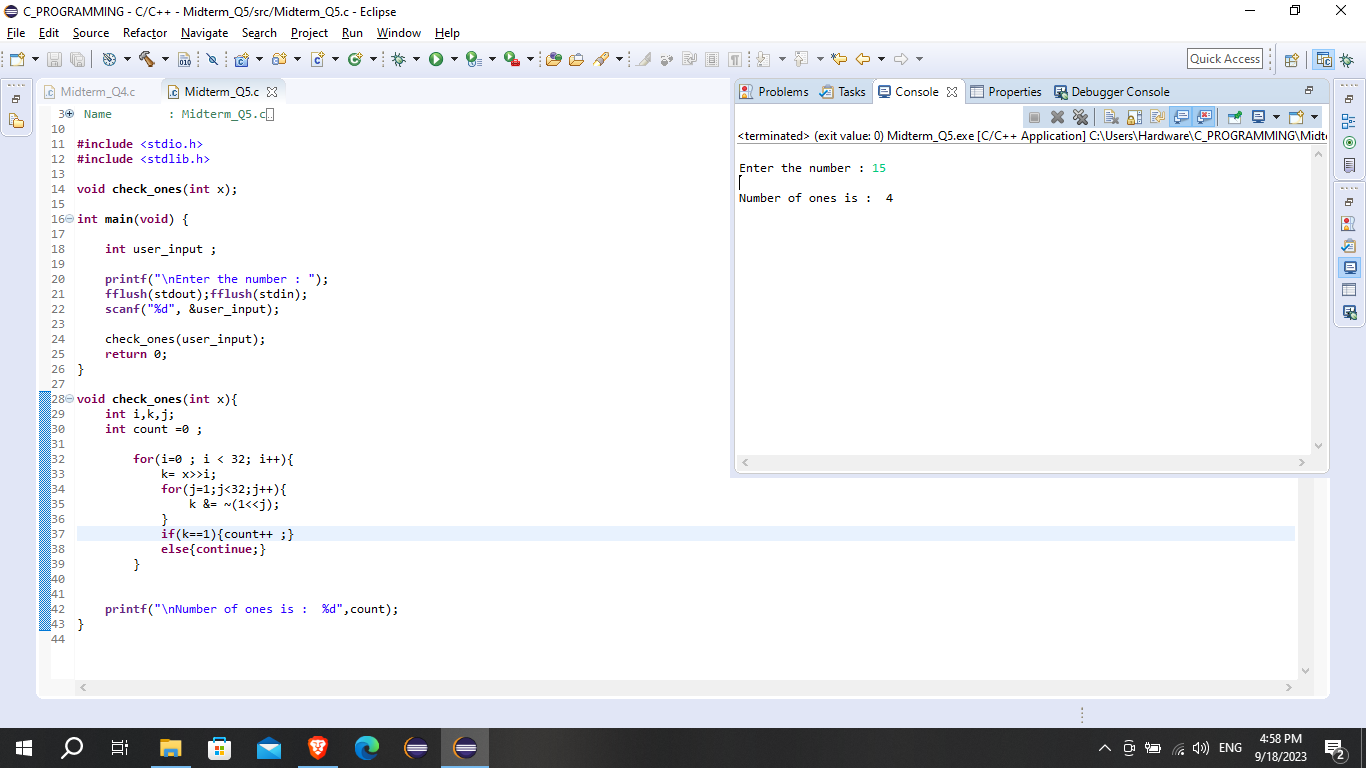 C_PROGRAMMING - C/C++ - Midterm_Q5/src/Midterm_Q5.c - Eclipse
File Edit Source Refactor Navigate Search Project Run Window Help
Quick Access
Midterm_Q4.c
Midterm_Q5.c
3 Name : Midterm_Q5.c
10
11 #include <stdio.h>
12 #include <stdlib.h>
13
14 void check_ones(int x);
15
16 int main(void) {
17
18 int user_input ;
19
20 printf("\nEnter the number : ");
21 fflush(stdout);fflush(stdin);
22 scanf("%d", &user_input);
23
24 check_ones(user_input);
25 return 0;
26 }
27
28 void check_ones(int x){
29 int i,k,j;
30 int count =0 ;
31
32 for(i=0 ; i < 32; i++){
33 k= x>>i;
34 for(j=1;j<32;j++){
35 k &= ~(1<<j);
36 }
37 if(k==1){count++ ;}
38 else{continue;}
39 }
40
41
42 printf("\nNumber of ones is :  %d",count);
43 }
44
Problems Tasks Console Properties Debugger Console
<terminated> (exit value: 0) Midterm_Q5.exe [C/C++ Application] C:\Users\Hardware\C_PROGRAMMING\Midte
Enter the number : 15
Number of ones is :  4
ENG
4:58 PM
9/18/2023
2